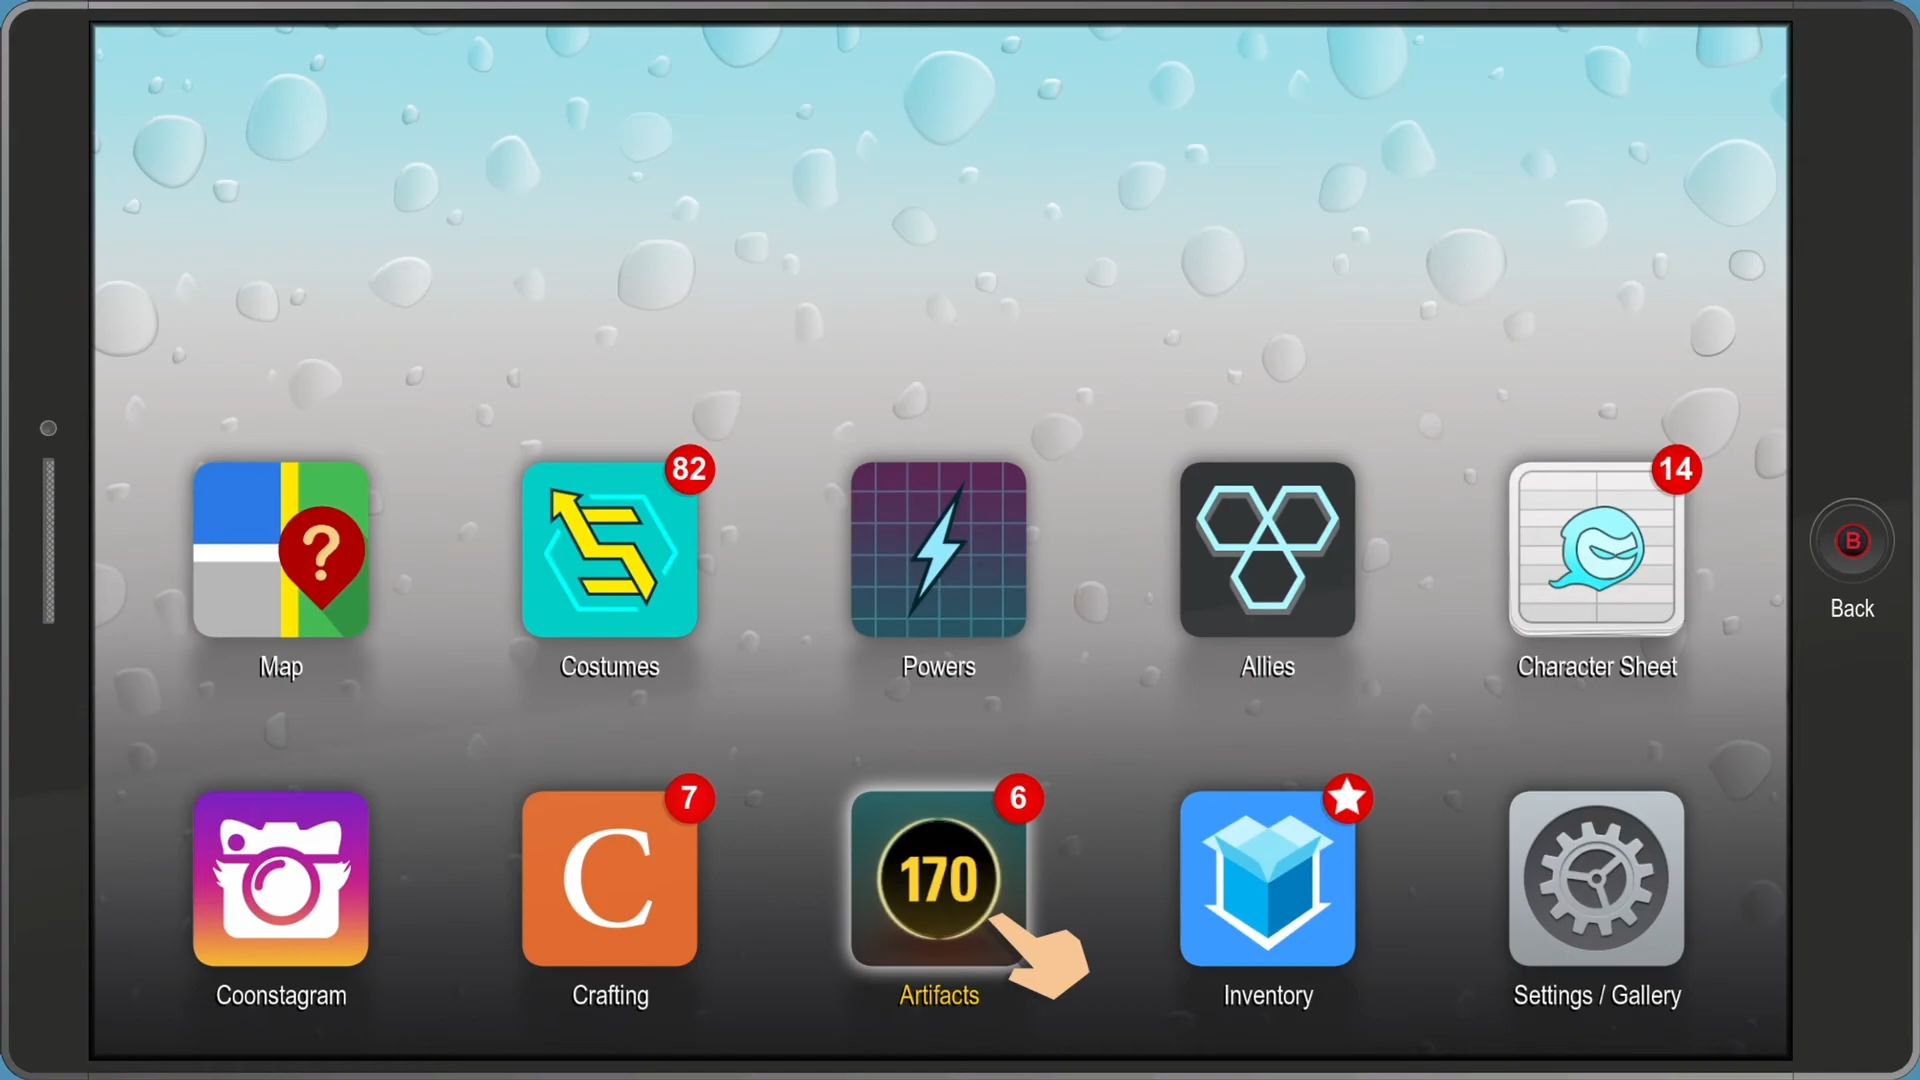 82
14
?
Map
Costumes
Powers
Allies
Character Sheet
B
Back
7
6
C
170
Coonstagram
Crafting
Artifacts
Inventory
Settings / Gallery